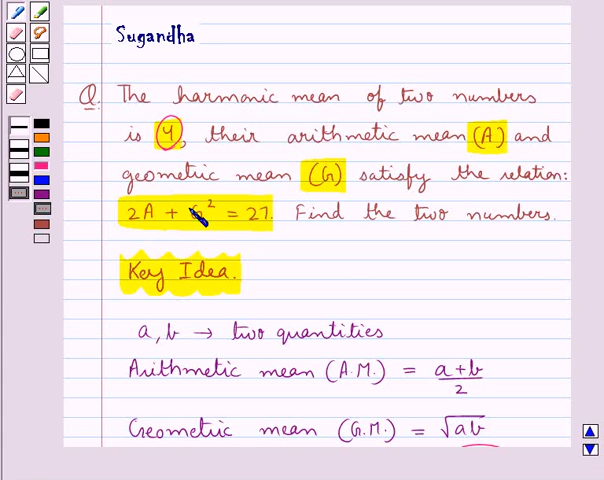 Sugandha
Q. The harmonic mean of two numbers
is 4, their arithmetic mean (A) and
geometric mean (G) satisfy the relation:
2A + G² = 27. Find the two numbers.
Key Idea.
a, b → two quantities
Arithmetic mean (A.M.) = a+b/2
Geometric mean (G.M.) = √ab